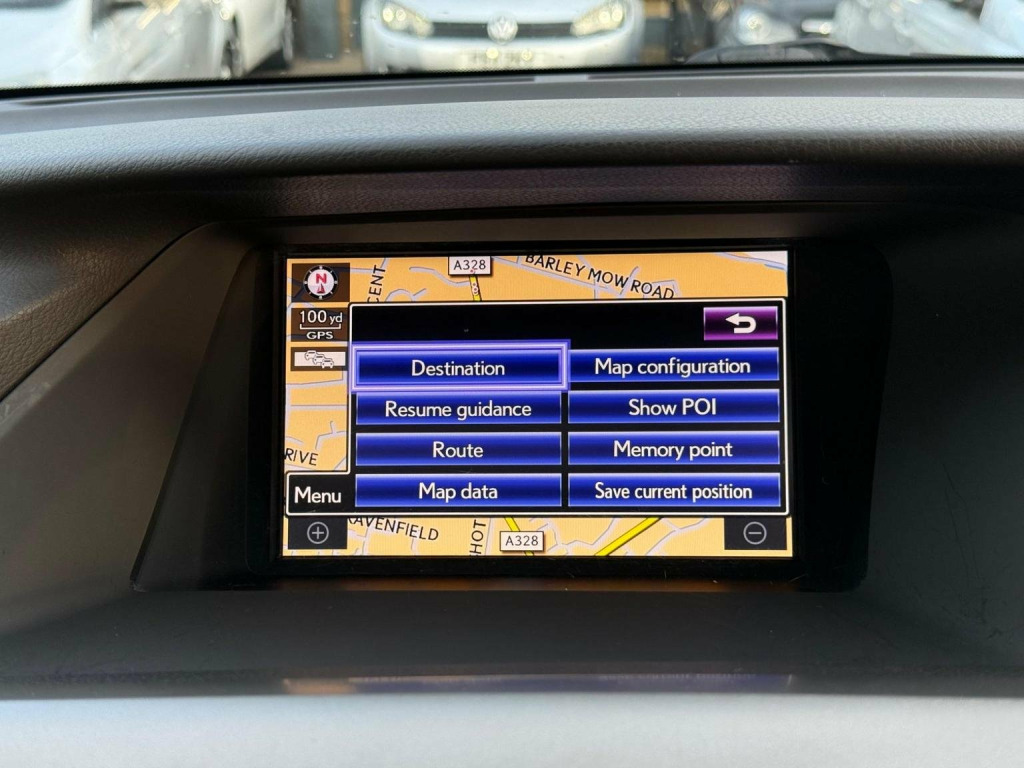 A328
BARLEY MOW ROAD
CENT
N
100 yd
GPS
Destination
Map configuration
Resume guidance
Show POI
RIVE
Route
Memory point
Menu
Map data
Save current position
AVENFIELD
HOT
A328